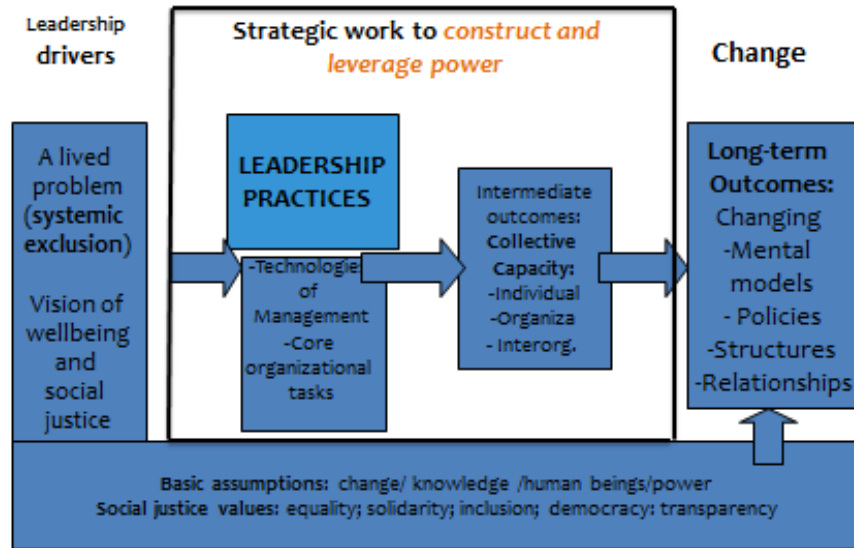 Leadership
drivers
Strategic work to construct and
leverage power
Change
A lived
problem
(systemic
exclusion)
Vision of
wellbeing
and
social
justice
LEADERSHIP
PRACTICES
-Technologies
of
Management
-Core
organizational
tasks
Intermediate
outcomes:
Collective
Capacity:
-Individual
-Organiza
- Interorg.
Long-term
Outcomes:
Changing
-Mental
models
- Policies
-Structures
-Relationships
Basic assumptions: change/ knowledge /human beings/power
Social justice values: equality; solidarity; inclusion; democracy: transparency